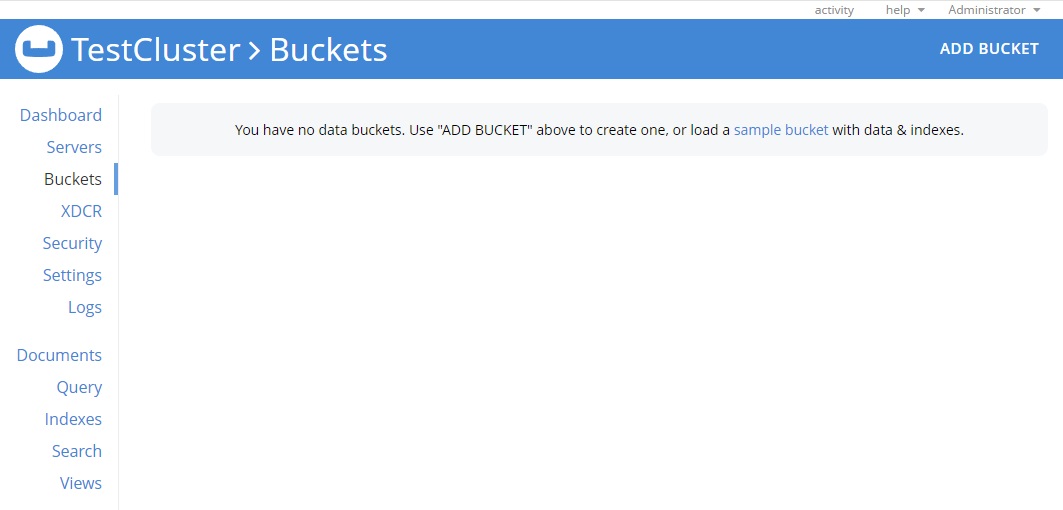 activity help Administrator
TestCluster > Buckets ADD BUCKET
Dashboard
Servers
Buckets
XDCR
Security
Settings
Logs
Documents
Query
Indexes
Search
Views
You have no data buckets. Use "ADD BUCKET" above to create one, or load a sample bucket with data & indexes.